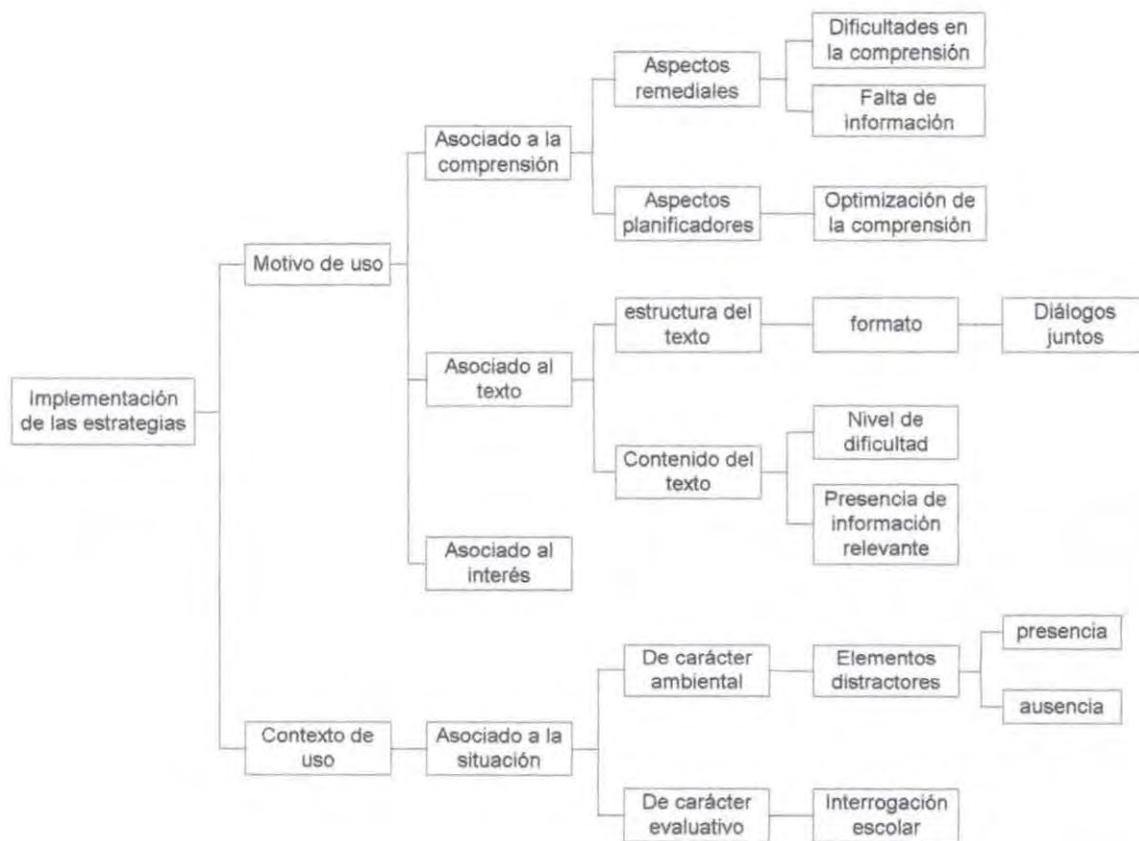 Dificultades en
la comprensión
Aspectos
remediales
Falta de
información
Asociado a la
comprensión
Aspectos
planificadores
Optimización de
la comprensión
Motivo de uso
estructura del
texto
formato
Diálogos
juntos
Asociado al
texto
Implementación
de las estrategias
Nivel de
dificultad
Contenido del
texto
Presencia de
información
relevante
Asociado al
interés
presencia
De carácter
ambiental
Elementos
distractores
ausencia
Contexto de
uso
Asociado a la
situación
De carácter
evaluativo
Interrogación
escolar